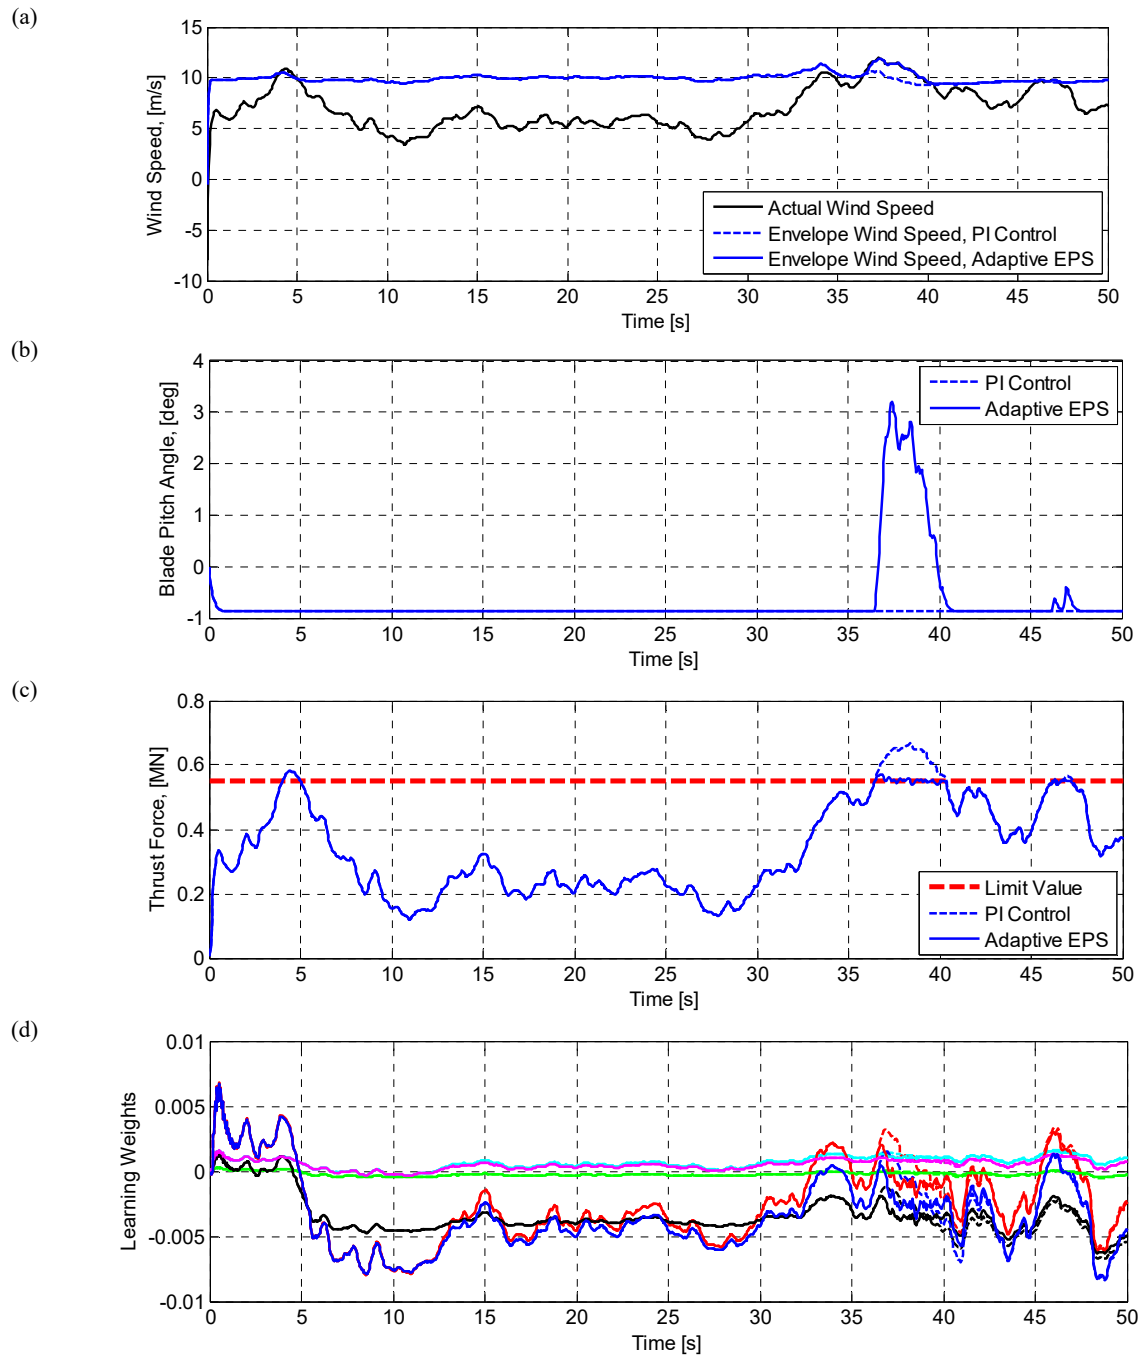 (a)
15
10
5
0
-5
-10
Wind Speed, [m/s]
Actual Wind Speed
Envelope Wind Speed, PI Control
Envelope Wind Speed, Adaptive EPS
0 5 10 15 20 25 30 35 40 45 50
Time [s]
(b)
4
3
2
1
0
-1
Blade Pitch Angle, [deg]
PI Control
Adaptive EPS
0 5 10 15 20 25 30 35 40 45 50
Time [s]
(c)
0.8
0.6
0.4
0.2
0
Thrust Force, [MN]
Limit Value
PI Control
Adaptive EPS
0 5 10 15 20 25 30 35 40 45 50
Time [s]
(d)
0.01
0.005
0
-0.005
-0.01
Learning Weights
0 5 10 15 20 25 30 35 40 45 50
Time [s]